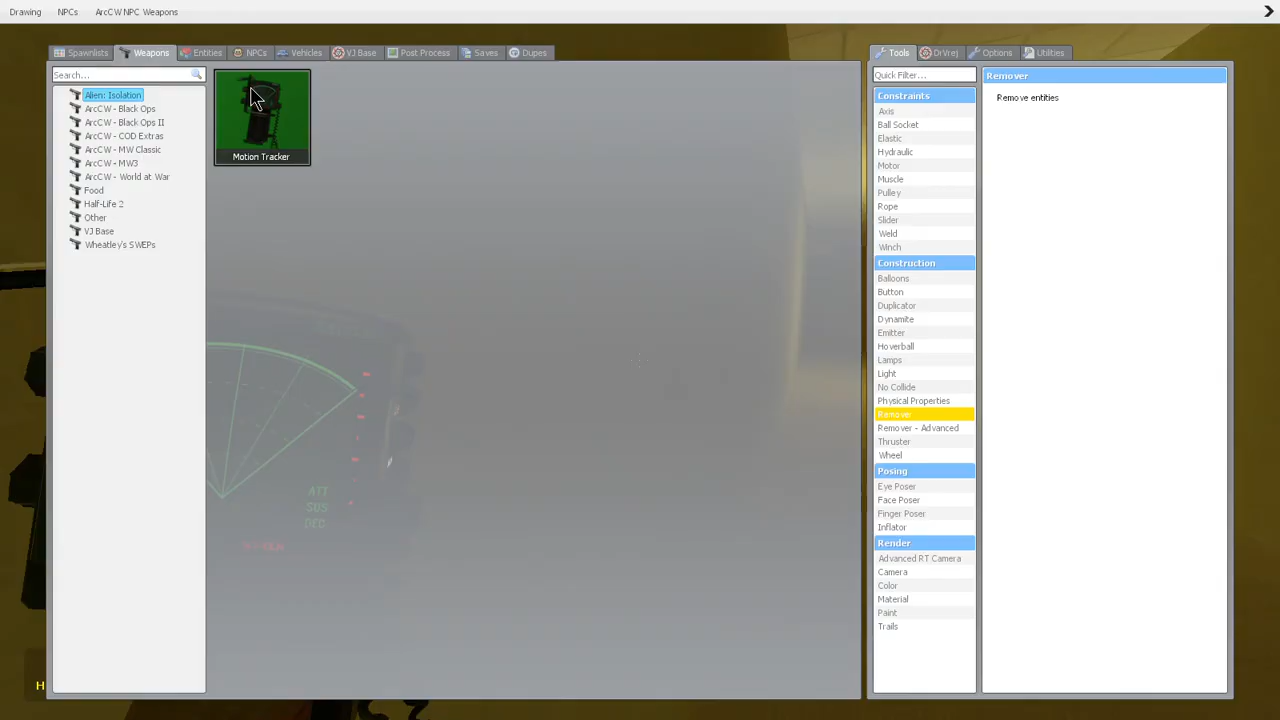 Drawing NPCs ArcCW NPC Weapons
Spawnlists Weapons Entities NPCs Vehicles VJ Base Post Process Saves Dupes
Search...
Alien: Isolation
ArcCW - Black Ops
ArcCW - Black Ops II
ArcCW - COD Extras
ArcCW - MW Classic
ArcCW - MW3
ArcCW - World at War
Food
Half-Life 2
Other
VJ Base
Wheatley's SWEPs
Motion Tracker
ATT
SUS
DEC
H
Tools DrVrej Options Utilities
Quick Filter...
Constraints
Axis
Ball Socket
Elastic
Hydraulic
Motor
Muscle
Pulley
Rope
Slider
Weld
Winch
Construction
Balloons
Button
Duplicator
Dynamite
Emitter
Hoverball
Lamps
Light
No Collide
Physical Properties
Remover
Remover - Advanced
Thruster
Wheel
Posing
Eye Poser
Face Poser
Finger Poser
Inflator
Render
Advanced RT Camera
Camera
Color
Material
Paint
Trails
Remover
Remove entities